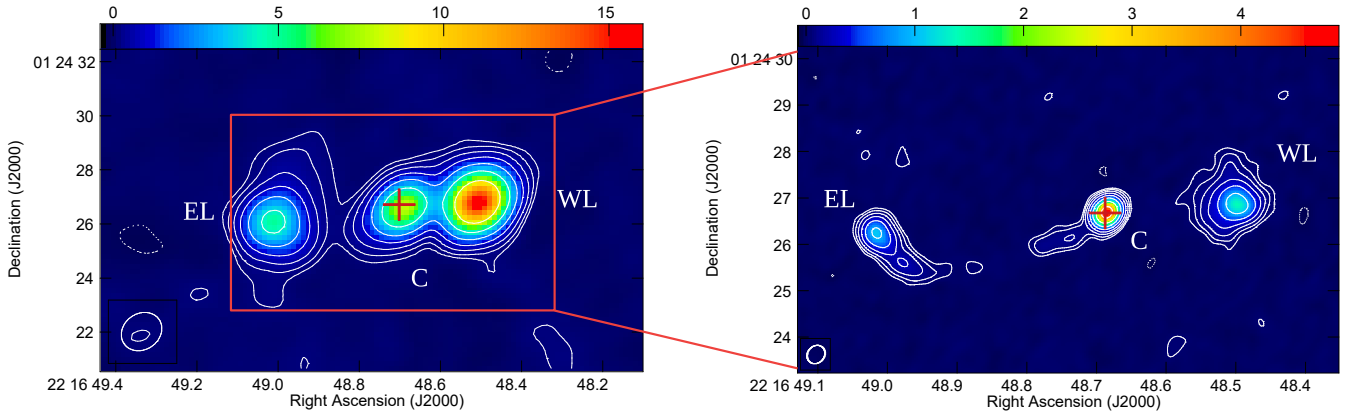 0 5 10 15
01 24 32
30
28
26
24
22
EL
WL
C
Declination (J2000)
22 16 49.4 49.2 49.0 48.8 48.6 48.4 48.2
Right Ascension (J2000)
0 1 2 3 4
01 24 30
29
28
27
26
25
24
WL
EL
C
Declination (J2000)
22 16 49.1 49.0 48.9 48.8 48.7 48.6 48.5 48.4
Right Ascension (J2000)